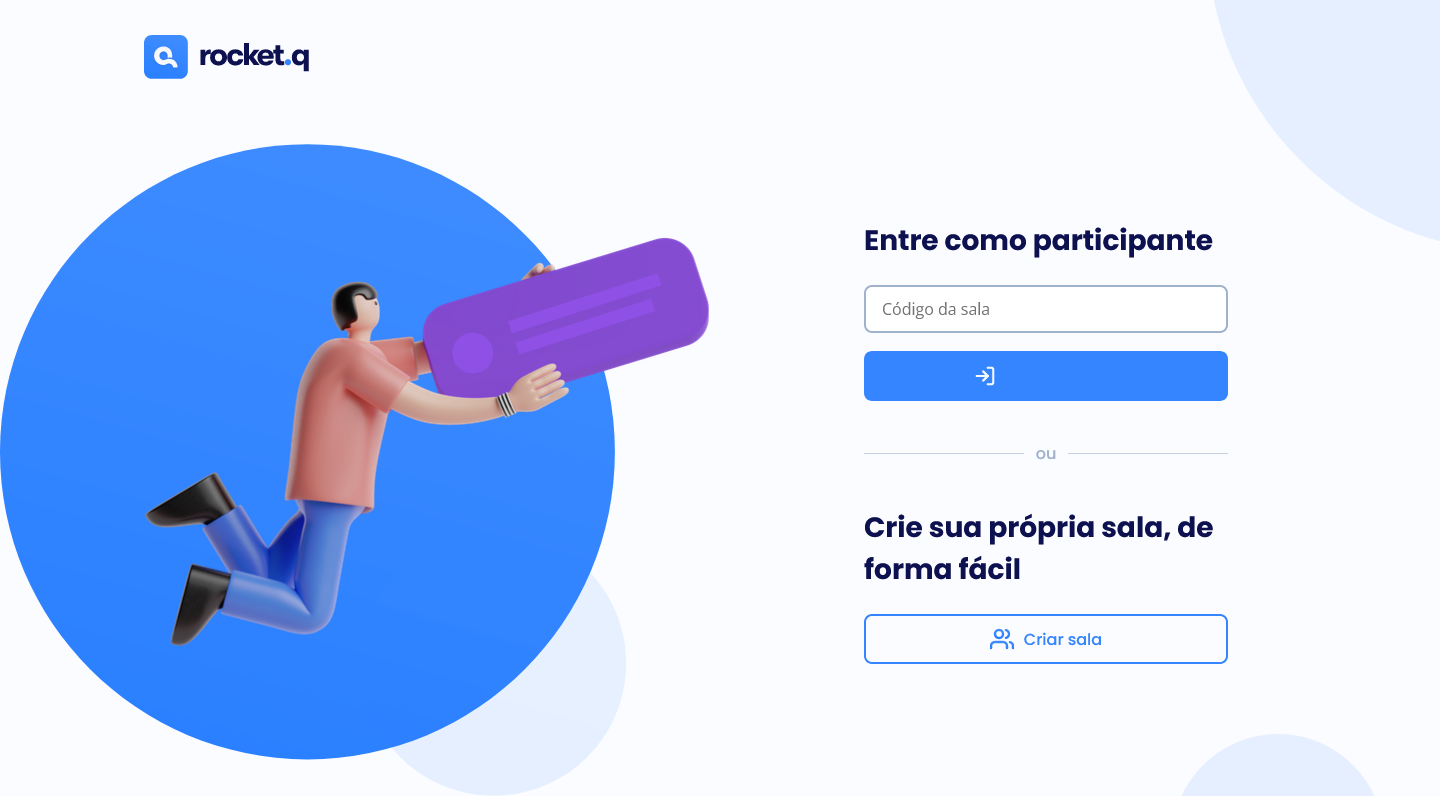 rocket.q
Entre como participante
Código da sala
ou
Crie sua própria sala, de
forma fácil
Criar sala